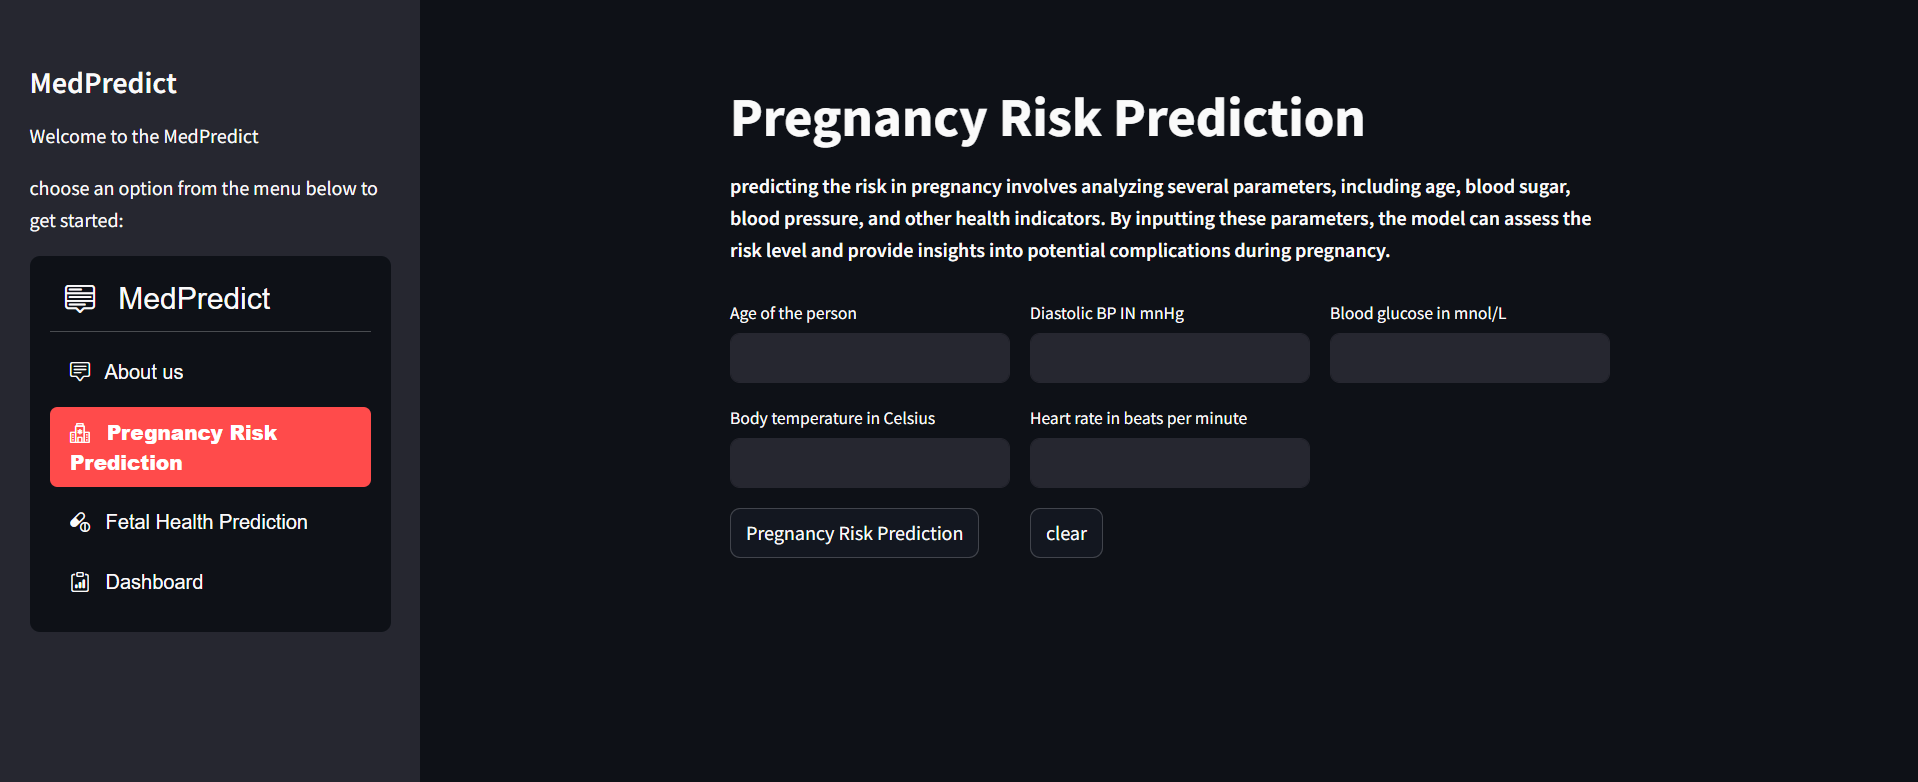 MedPredict
Welcome to the MedPredict
choose an option from the menu below to
get started:
MedPredict
About us
Pregnancy Risk
Prediction
Fetal Health Prediction
Dashboard
Pregnancy Risk Prediction
predicting the risk in pregnancy involves analyzing several parameters, including age, blood sugar,
blood pressure, and other health indicators. By inputting these parameters, the model can assess the
risk level and provide insights into potential complications during pregnancy.
Age of the person
Diastolic BP IN mnHg
Blood glucose in mnol/L
Body temperature in Celsius
Heart rate in beats per minute
Pregnancy Risk Prediction
clear